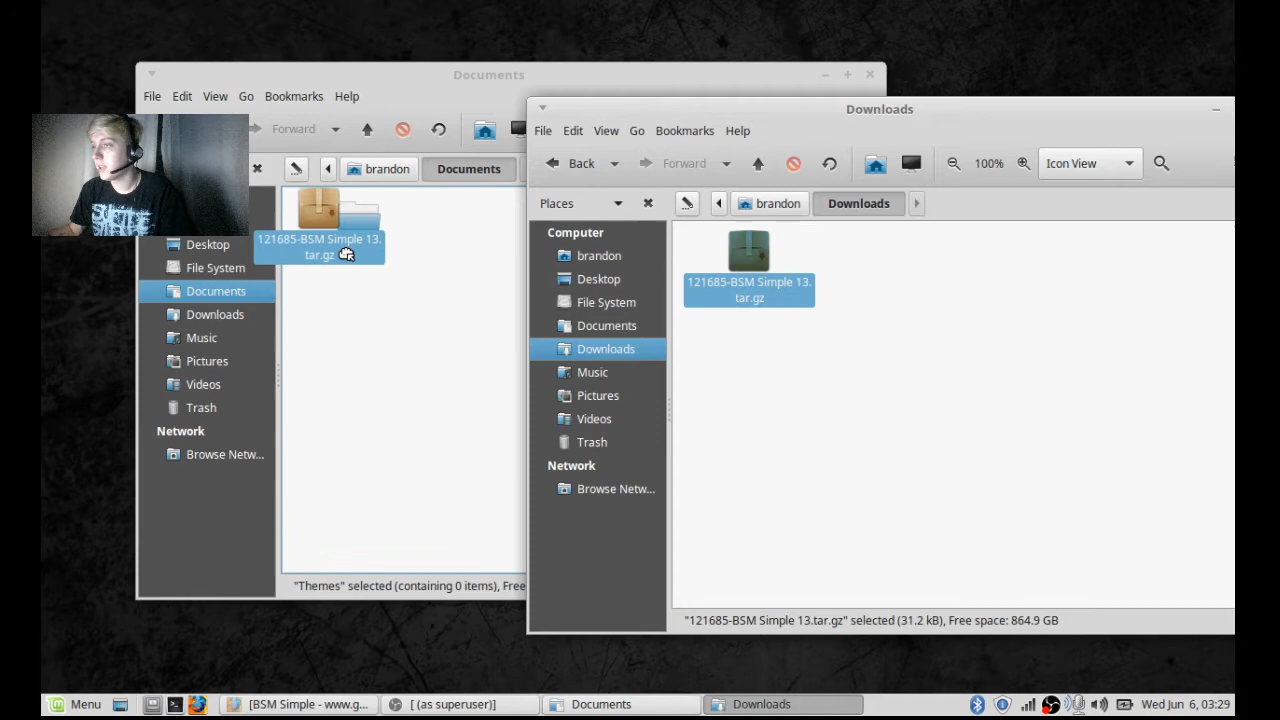 Documents
File Edit View Go Bookmarks Help
Forward
brandon Documents
Desktop
File System
Documents
Downloads
Music
Pictures
Videos
Trash
Network
Browse Netw...
121685-BSM Simple 13.
tar.gz
"Themes" selected (containing 0 items), Free
Downloads
File Edit View Go Bookmarks Help
Back Forward 100% Icon View
Places brandon Downloads
Computer
brandon
Desktop
File System
Documents
Downloads
Music
Pictures
Videos
Trash
Network
Browse Netw...
121685-BSM Simple 13.
tar.gz
"121685-BSM Simple 13.tar.gz" selected (31.2 kB), Free space: 864.9 GB
Menu [BSM Simple - www.g... [ (as superuser)] Documents Downloads Wed Jun 6, 03:29